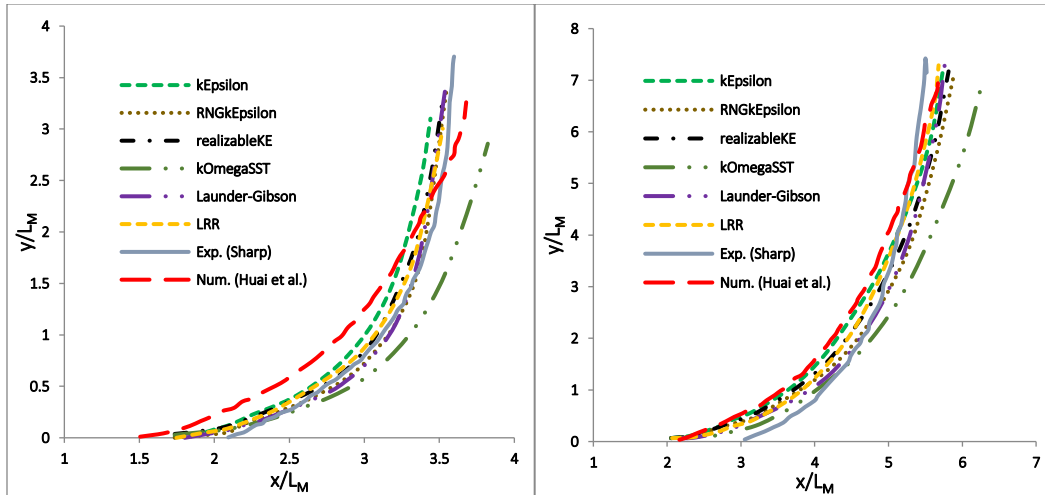 4
3.5
3
2.5
2
1.5
1
0.5
0
y/LM
kEpsilon
RNGkEpsilon
realizableKE
kOmegaSST
Launder-Gibson
LRR
Exp. (Sharp)
Num. (Huai et al.)
1 1.5 2 2.5 3 3.5 4
x/LM
8
7
6
5
4
3
2
1
0
y/LM
kEpsilon
RNGkEpsilon
realizableKE
kOmegaSST
Launder-Gibson
LRR
Exp. (Sharp)
Num. (Huai et al.)
1 2 3 4 5 6 7
x/LM